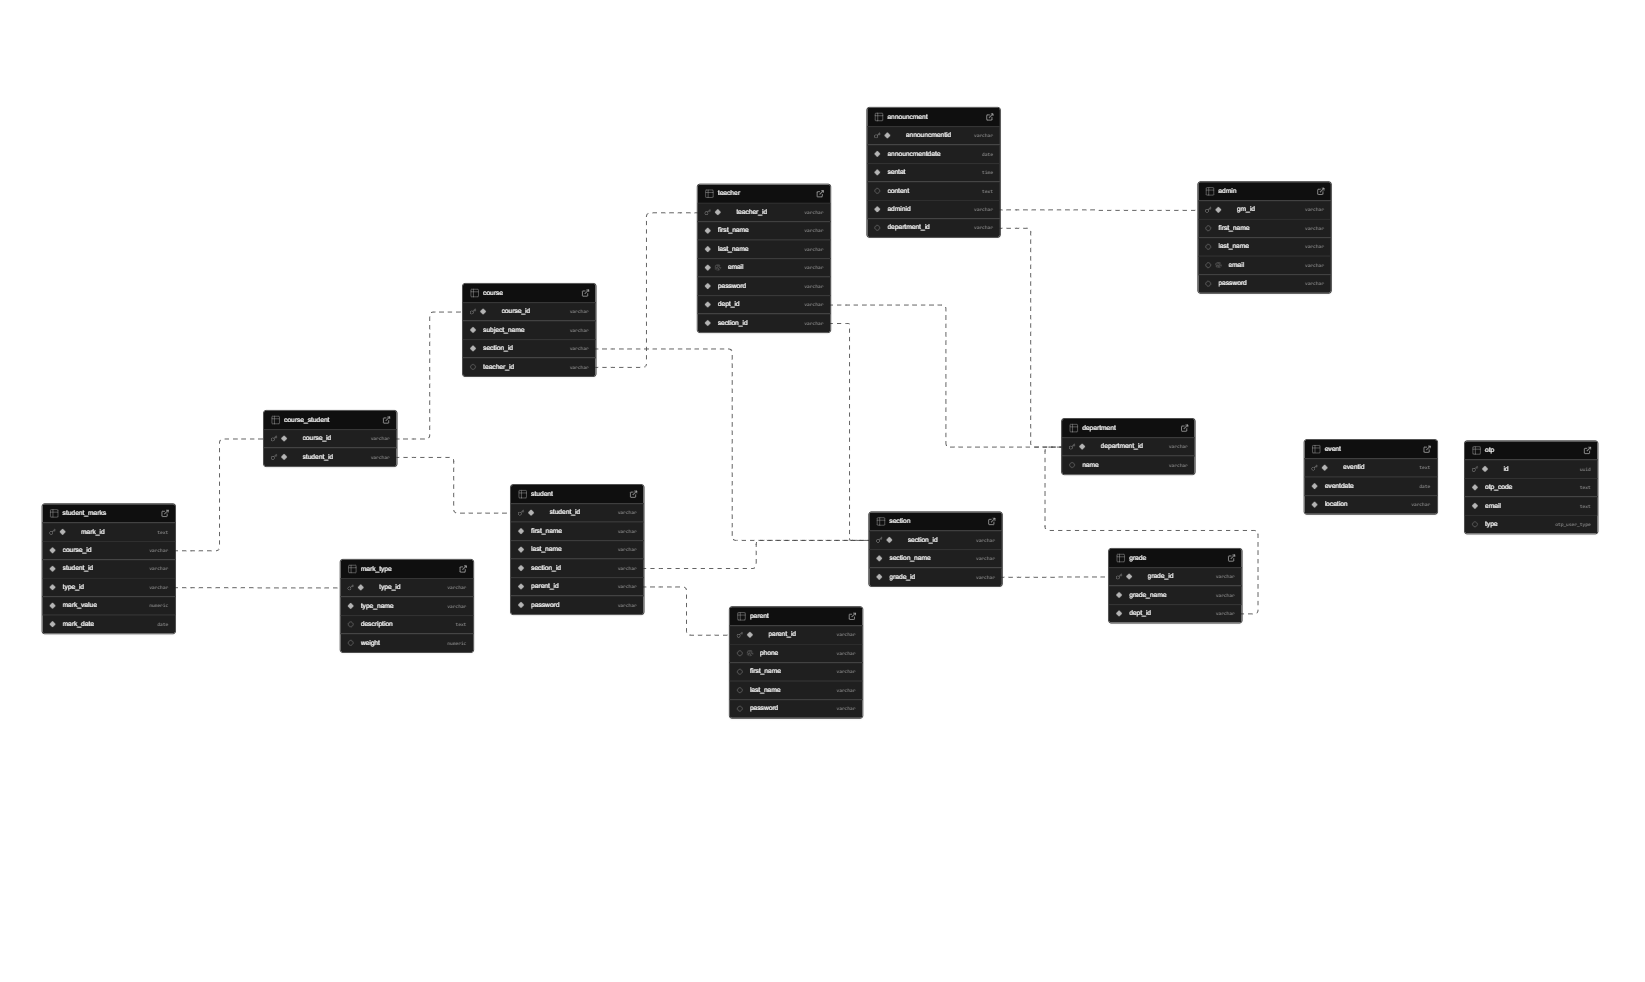 announcment
announcmentid varchar
announcmentdate date
sentat time
content text
adminid varchar
department_id varchar
admin
gm_id varchar
first_name varchar
last_name varchar
email varchar
password varchar
teacher
teacher_id varchar
first_name varchar
last_name varchar
email varchar
password varchar
dept_id varchar
section_id varchar
course
course_id varchar
subject_name varchar
section_id varchar
teacher_id varchar
course_student
course_id varchar
student_id varchar
department
department_id varchar
name varchar
event
eventid text
eventdate date
location varchar
otp
id uuid
otp_code text
email text
type otp_user_type
student
student_id varchar
first_name varchar
last_name varchar
section_id varchar
parent_id varchar
password varchar
student_marks
mark_id text
course_id varchar
student_id varchar
type_id varchar
mark_value numeric
mark_date date
section
section_id varchar
section_name varchar
grade_id varchar
grade
grade_id varchar
grade_name varchar
dept_id varchar
mark_type
type_id varchar
type_name varchar
description text
weight numeric
parent
parent_id varchar
phone varchar
first_name varchar
last_name varchar
password varchar